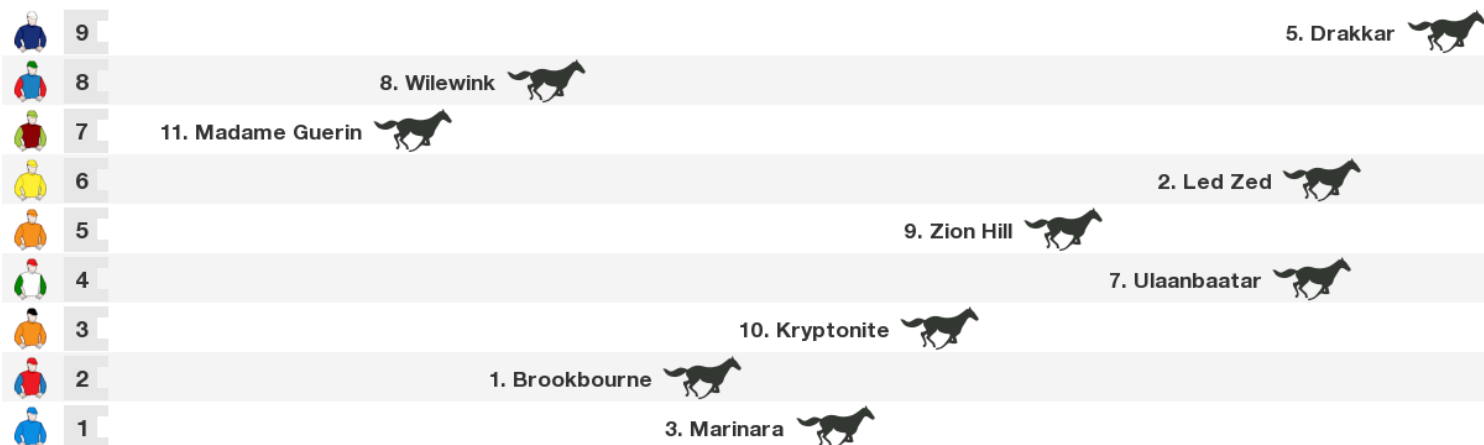 9 5. Drakkar
8 8. Wilewink
7 11. Madame Guerin
6 2. Led Zed
5 9. Zion Hill
4 7. Ulaanbaatar
3 10. Kryptonite
2 1. Brookbourne
1 3. Marinara